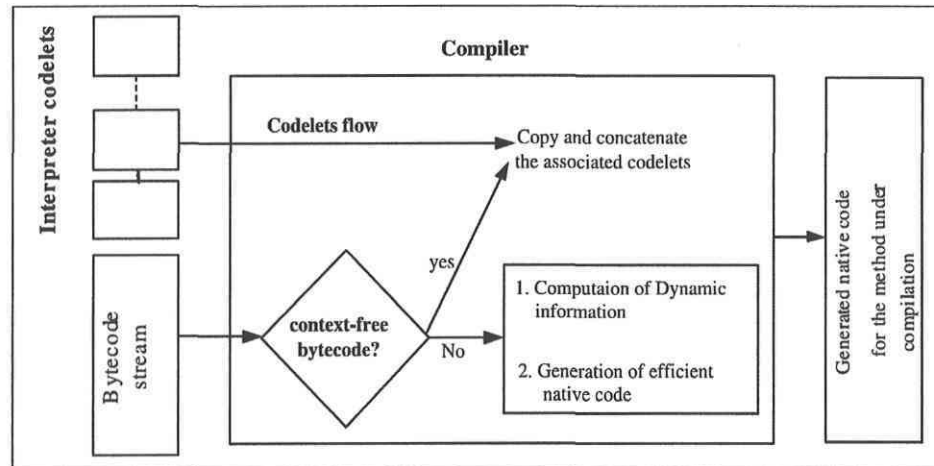 Interpreter codelets
Compiler
Codelets flow
Copy and concatenate
the associated codelets
yes
Bytecode
stream
context-free
bytecode?
No
1. Computaion of Dynamic
information
2. Generation of efficient
native code
Generated native code
for the method under
compilation